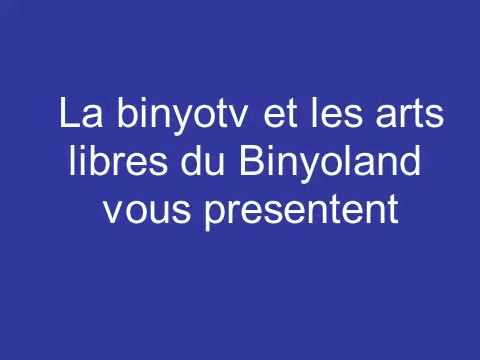 La binyotv et les arts
libres du Binyoland
vous presentent